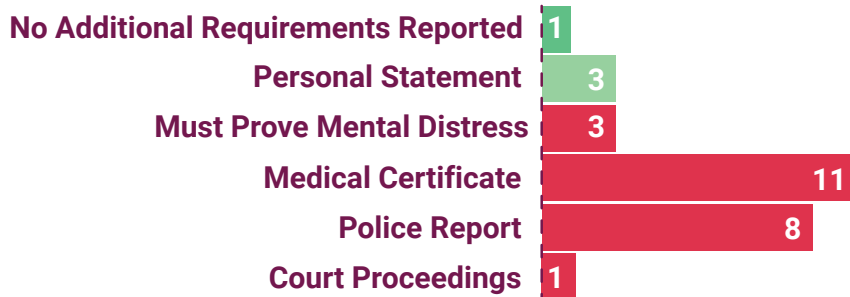 No Additional Requirements Reported 1
Personal Statement 3
Must Prove Mental Distress 3
Medical Certificate 11
Police Report 8
Court Proceedings 1